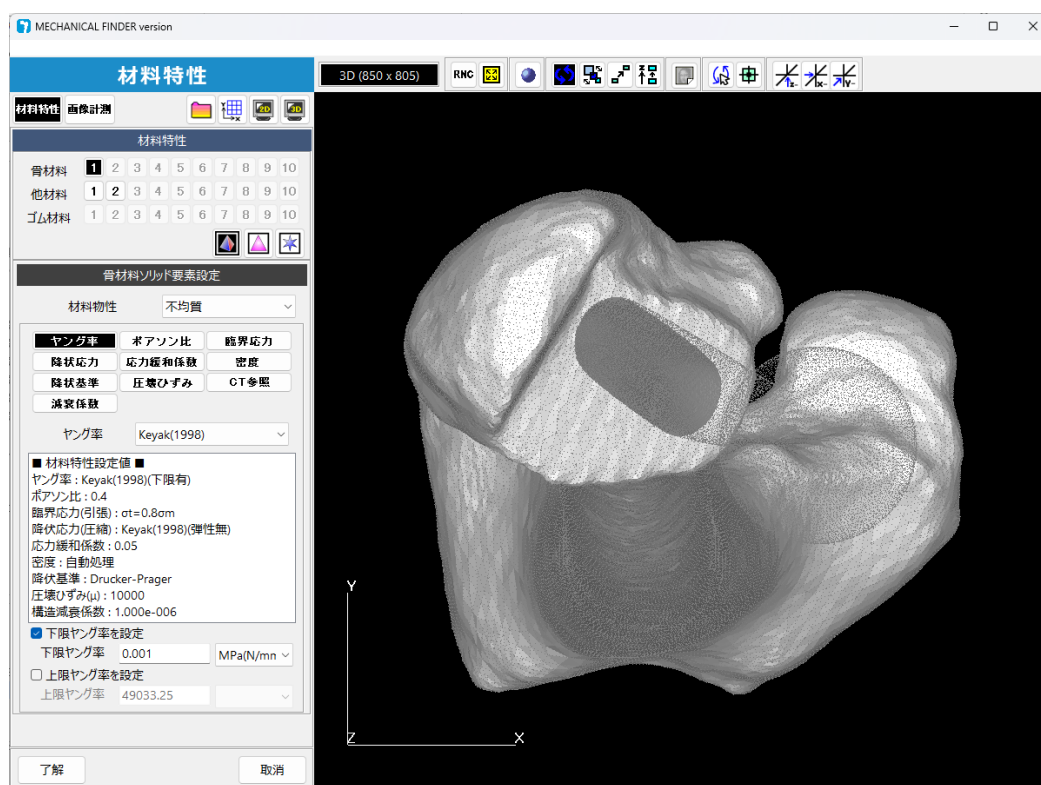 MECHANICAL FINDER version
材料特性
3D (850 x 805)
RNC
材料特性 画像計測
2D 3D
材料特性
骨材料 1 2 3 4 5 6 7 8 9 10
他材料 1 2 3 4 5 6 7 8 9 10
ゴム材料 1 2 3 4 5 6 7 8 9 10
骨材料ソリッド要素設定
材料物性 不均質
ヤング率 ポアソン比 臨界応力
降伏応力 応力緩和係数 密度
降伏基準 圧壊ひずみ CT参照
減衰係数
ヤング率 Keyak(1998)
■ 材料特性設定値 ■
ヤング率 : Keyak(1998)(下限有)
ポアソン比 : 0.4
臨界応力(引張) : σt=0.8σm
降伏応力(圧縮) : Keyak(1998)(弾性無)
応力緩和係数 : 0.05
密度 : 自動処理
降伏基準 : Drucker-Prager
圧壊ひずみ(μ) : 10000
構造減衰係数 : 1.000e-006
下限ヤング率を設定
下限ヤング率 0.001 MPa(N/mn
上限ヤング率を設定
上限ヤング率 49033.25
了解 取消
Y
Z X